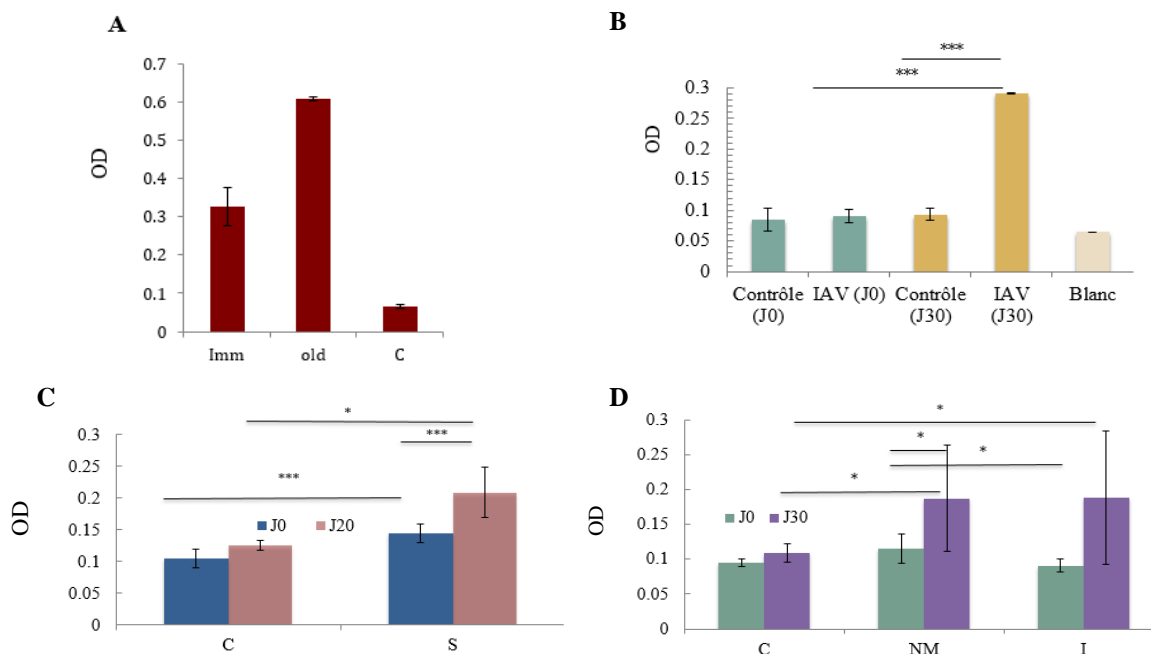 A
0.7
0.6
0.5
0.4
0.3
0.2
0.1
0
OD
Imm old C
B
***
***
0.3
0.25
0.2
0.15
0.1
0.05
0
OD
Contrôle (J0) IAV (J0) Contrôle (J30) IAV (J30) Blanc
C
*
***
***
0.3
0.25
0.2
0.15
0.1
0.05
0
OD
J0 J20
C S
D
*
*
*
*
0.3
0.25
0.2
0.15
0.1
0.05
0
OD
J0 J30
C NM I